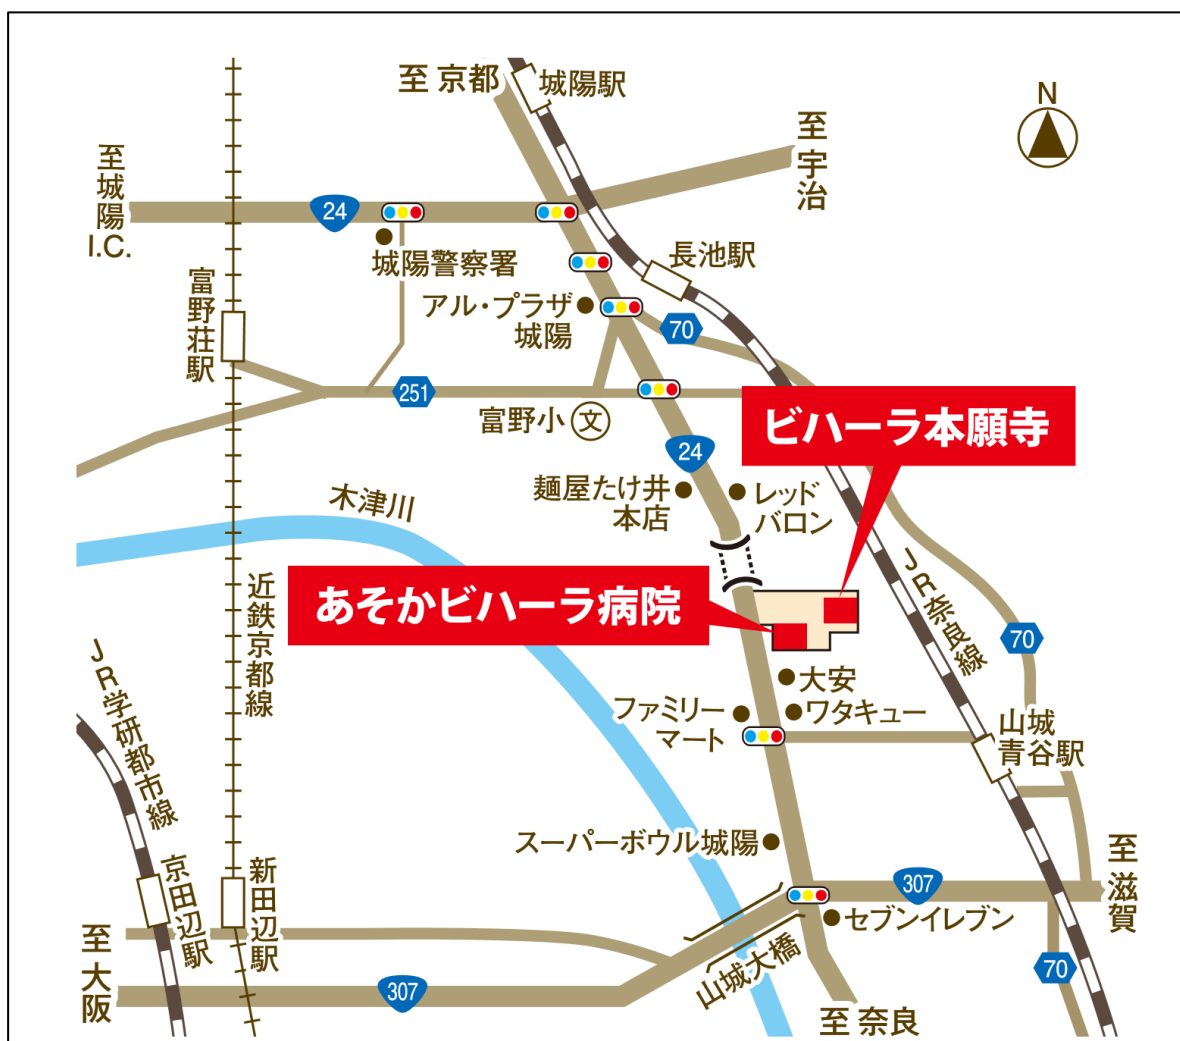 N
至 京都
城陽駅
至宇治
至城陽
I.C.
24
城陽警察署
長池駅
アル・プラザ
城陽
70
富野荘駅
251
富野小
文
ビハーラ本願寺
24
麺屋たけ井
本店
レッド
バロン
木津川
あそかビハーラ病院
近鉄京都線
JR奈良線
70
JR学研都市線
大安
ファミリー
マート
ワタキュー
山城
青谷駅
スーパーボウル城陽
至滋賀
307
セブンイレブン
京田辺駅
新田辺駅
山城大橋
至大阪
307
70
至 奈良